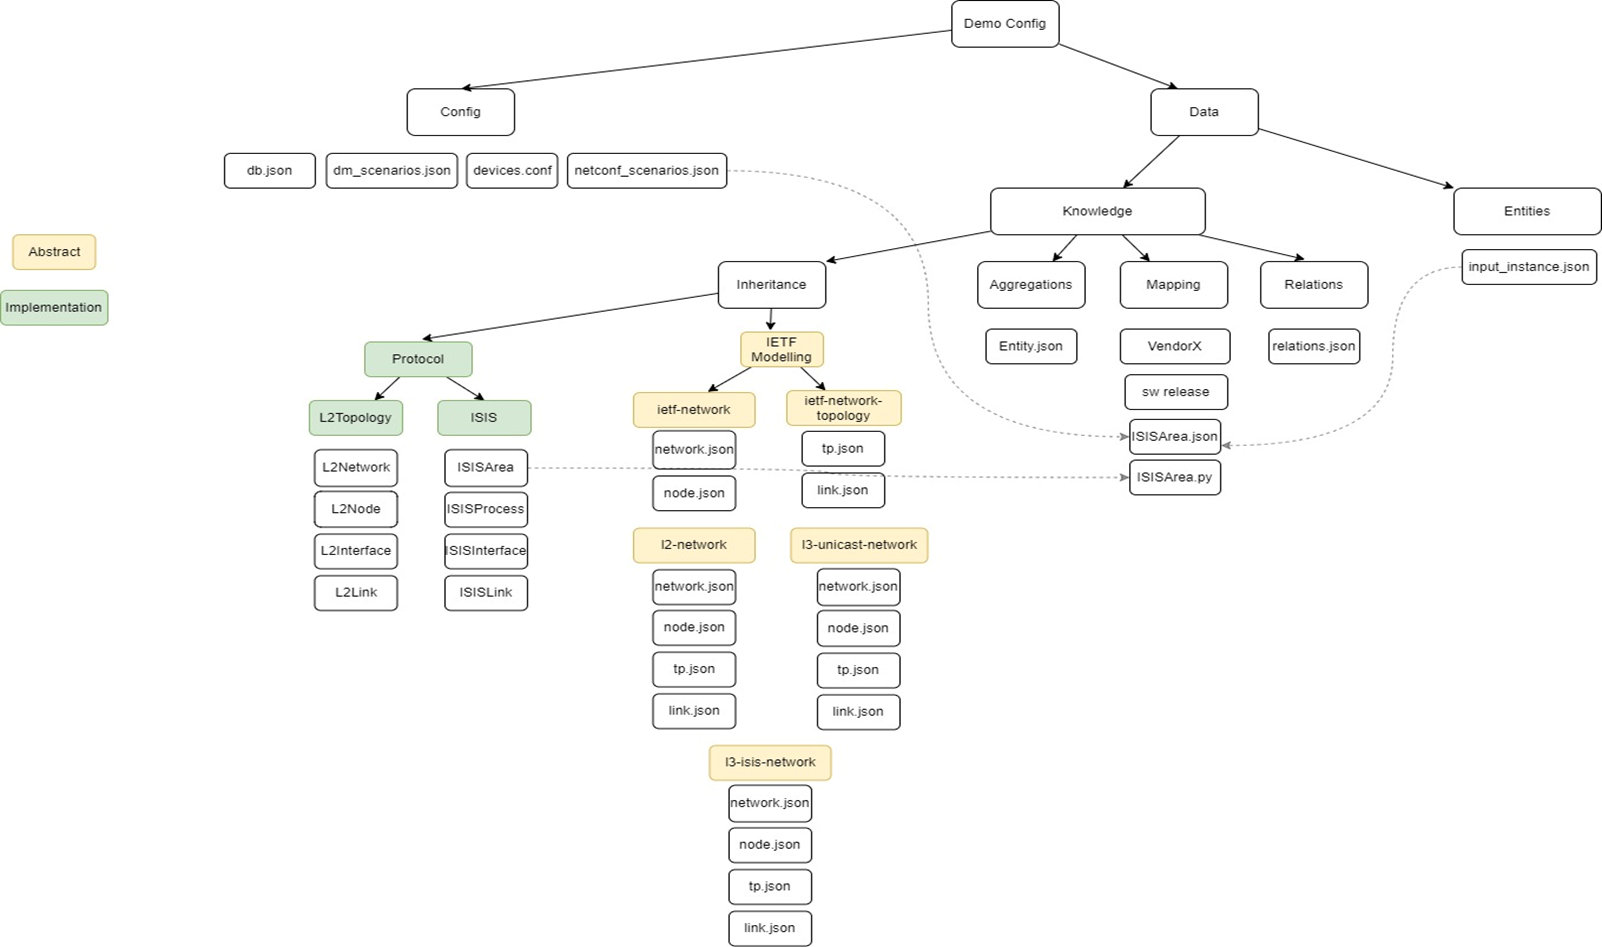 Demo Config
Config
Data
db.json
dm_scenarios.json
devices.conf
netconf_scenarios.json
Knowledge
Entities
Abstract
input_instance.json
Implementation
Inheritance
Aggregations
Mapping
Relations
Protocol
IETF
Modelling
Entity.json
VendorX
relations.json
sw release
L2Topology
ISIS
ietf-network
ietf-network-
topology
ISISArea.json
L2Network
ISISArea
network.json
tp.json
ISISArea.py
L2Node
ISISProcess
node.json
link.json
L2Interface
ISISInterface
l2-network
l3-unicast-network
L2Link
ISISLink
network.json
network.json
node.json
node.json
tp.json
tp.json
link.json
link.json
l3-isis-network
network.json
node.json
tp.json
link.json